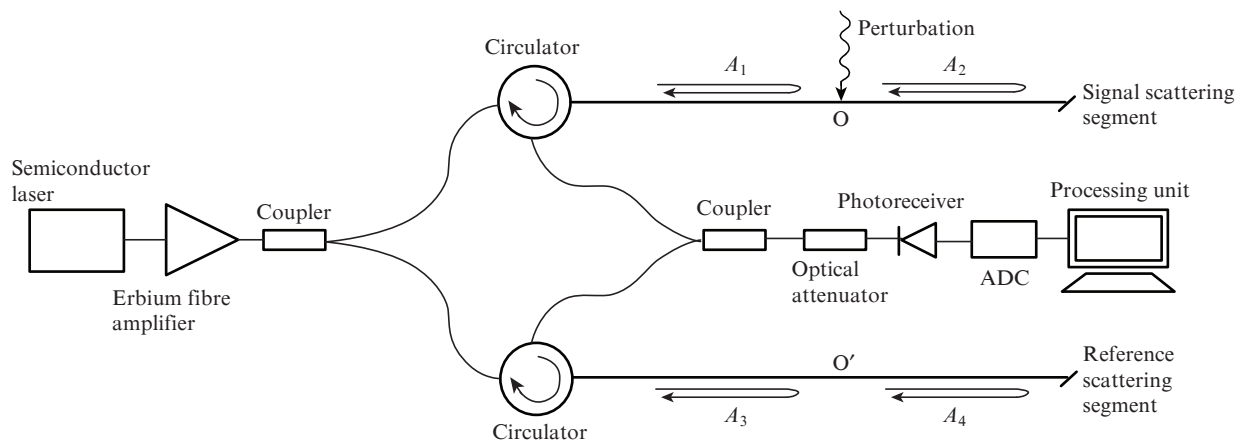 Circulator
A1
Perturbation
A2
O
Signal scattering
segment
Semiconductor
laser
Coupler
Erbium fibre
amplifier
Coupler
Photoreceiver
Optical
attenuator
ADC
Processing unit
Circulator
O′
A3
A4
Reference
scattering
segment